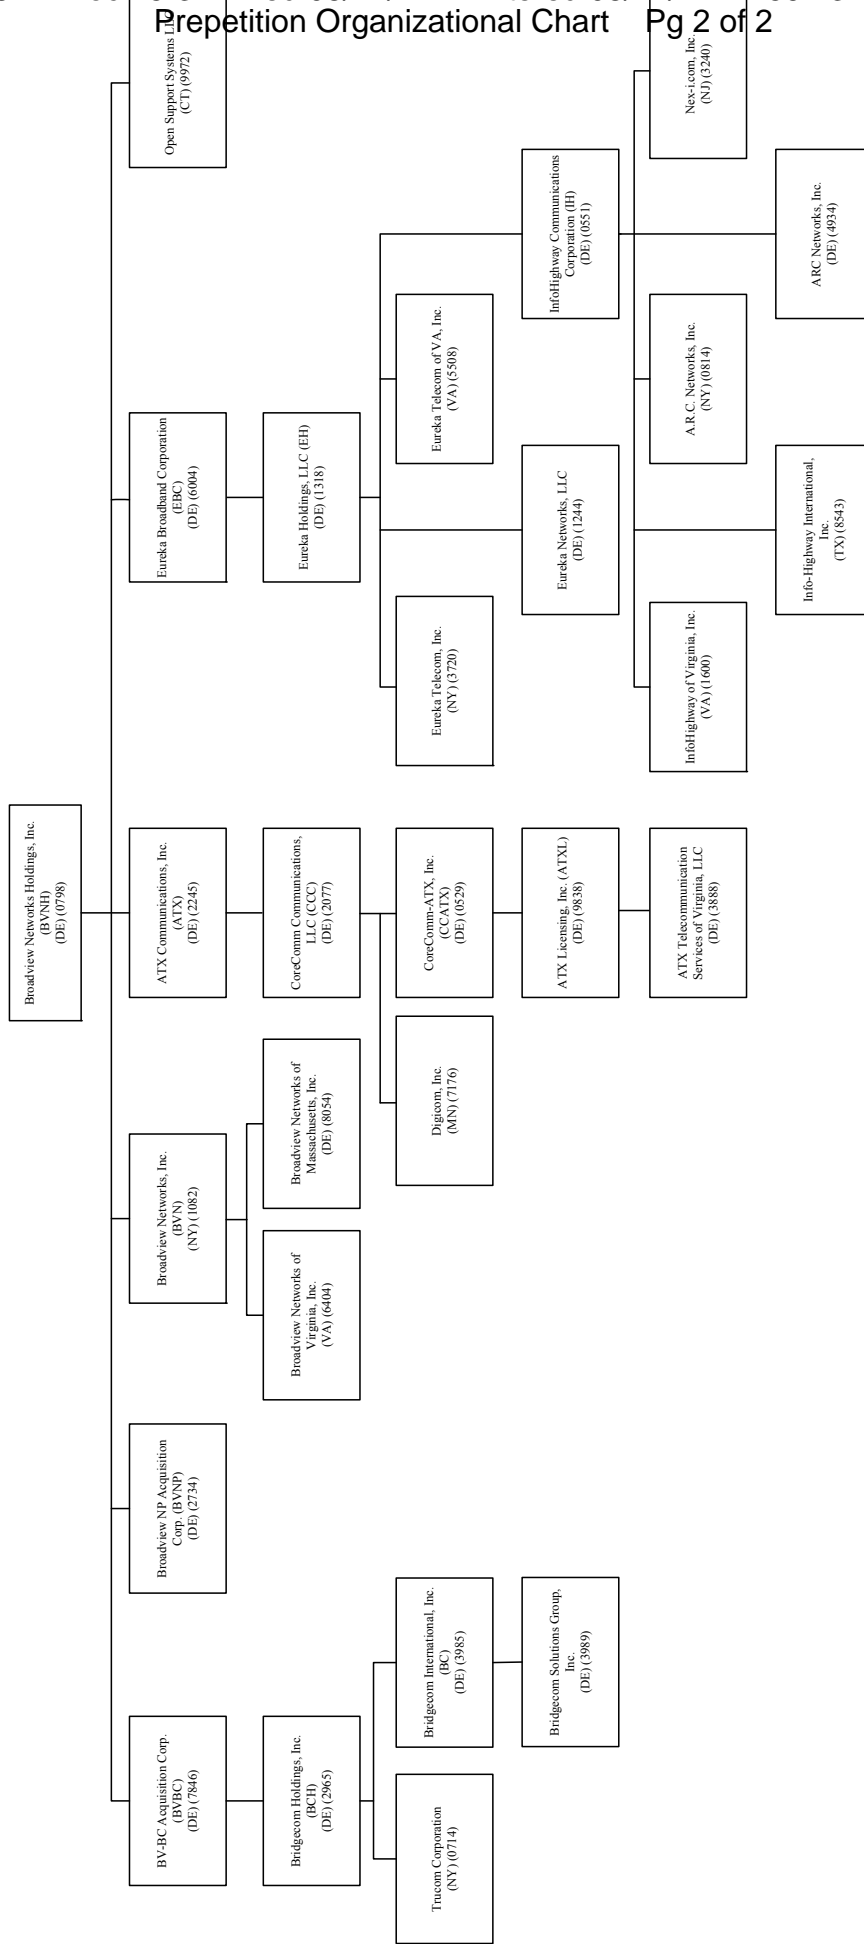 Prepetition Organizational Chart Pg 2 of 2
Broadview Networks Holdings, Inc.
(BVNH)
(DE) (0798)
BV-BC Acquisition Corp.
(BVBC)
(DE) (7846)
Broadview NP Acquisition
Corp. (BVNP)
(DE) (2734)
Broadview Networks, Inc.
(BVN)
(NY) (1082)
ATX Communications, Inc.
(ATX)
(DE) (2245)
Eureka Broadband Corporation
(EBC)
(DE) (6004)
Open Support Systems LLC
(CT) (9972)
Bridgecom Holdings, Inc.
(BCH)
(DE) (2965)
Broadview Networks of
Virginia, Inc.
(VA) (6404)
Broadview Networks of
Massachusetts, Inc.
(DE) (8054)
CoreComm Communications,
LLC (CCC)
(DE) (2077)
Eureka Holdings, LLC (EH)
(DE) (1318)
Trucom Corporation
(NY) (0714)
Bridgecom International, Inc.
(BC)
(DE) (3985)
Digicom, Inc.
(MN) (7176)
CoreComm-ATX, Inc.
(CCATX)
(DE) (0529)
Eureka Telecom, Inc.
(NY) (3720)
Eureka Telecom of VA, Inc.
(VA) (5508)
Bridgecom Solutions Group,
Inc.
(DE) (3989)
ATX Licensing, Inc. (ATXL)
(DE) (9838)
Eureka Networks, LLC
(DE) (1244)
InfoHighway Communications
Corporation (IH)
(DE) (0551)
ATX Telecommunication
Services of Virginia, LLC
(DE) (3888)
InfoHighway of Virginia, Inc.
(VA) (1600)
A.R.C. Networks, Inc.
(NY) (0814)
Nex-i.com, Inc.
(NJ) (3240)
Info-Highway International,
Inc.
(TX) (8543)
ARC Networks, Inc.
(DE) (4934)